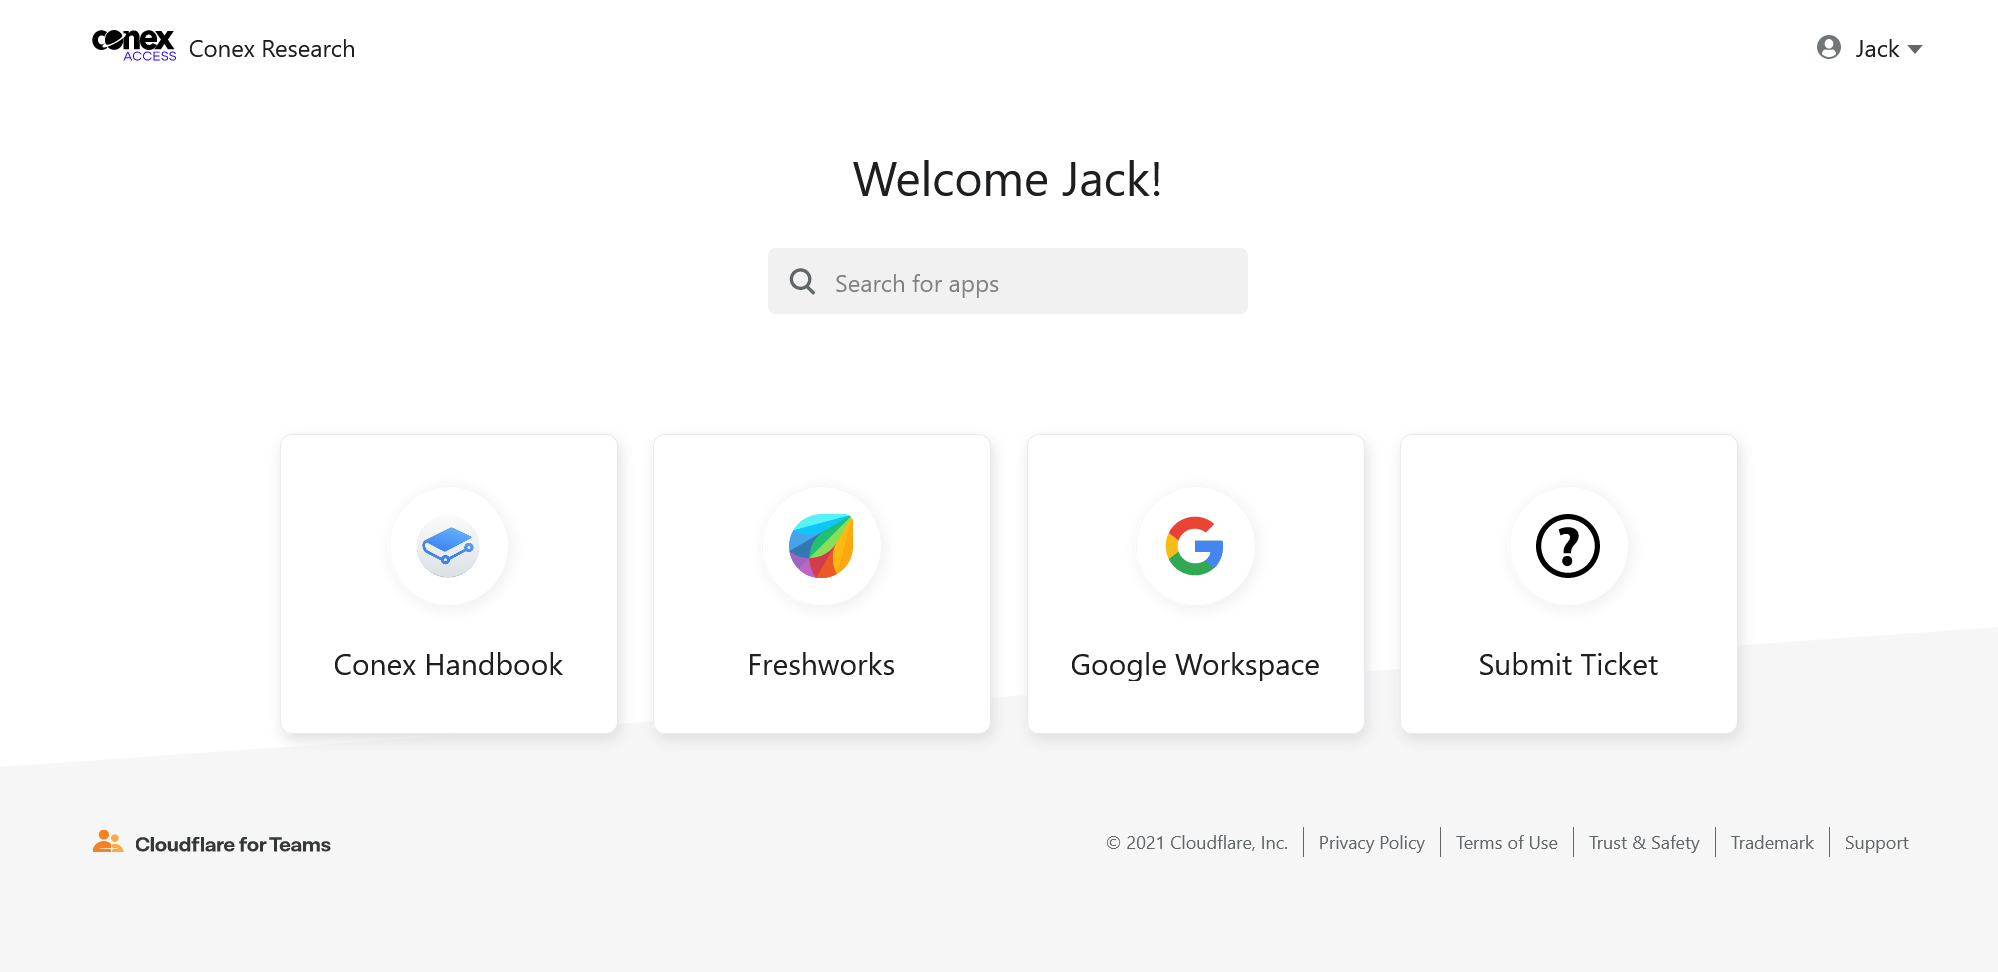 conex
ACCESS
Conex Research
Jack
Welcome Jack!
Search for apps
Conex Handbook
Freshworks
Google Workspace
Submit Ticket
Cloudflare for Teams
© 2021 Cloudflare, Inc.
Privacy Policy
Terms of Use
Trust & Safety
Trademark
Support